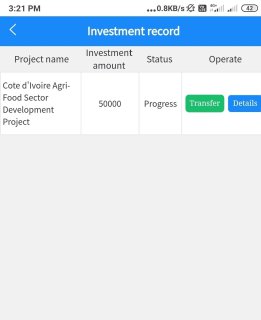 3:21 PM ...0.8KB/s 42
Investment record
Project name Investment amount Status Operate
Cote d'Ivoire Agri-
Food Sector
Development
Project
50000 Progress Transfer Details